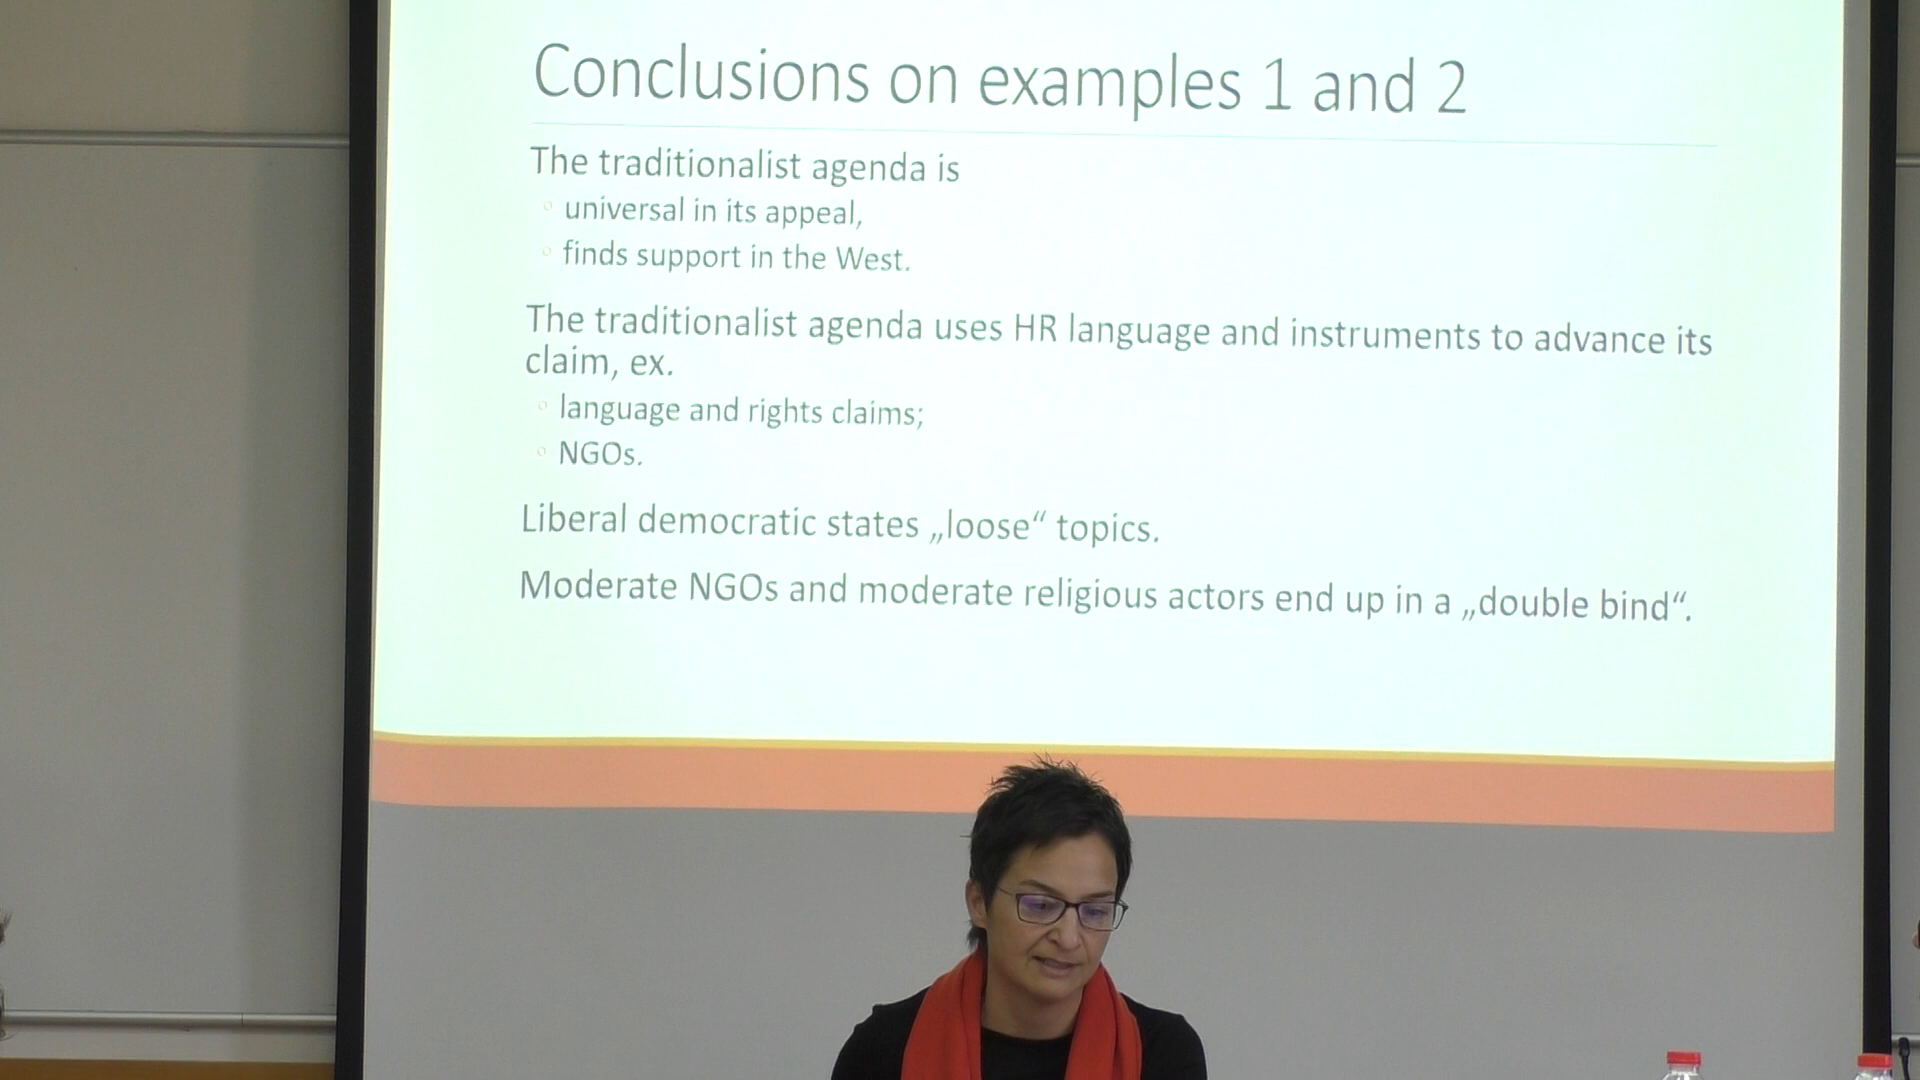 Conclusions on examples 1 and 2
The traditionalist agenda is
universal in its appeal,
finds support in the West.
The traditionalist agenda uses HR language and instruments to advance its
claim, ex.
language and rights claims;
NGOs.
Liberal democratic states „loose“ topics.
Moderate NGOs and moderate religious actors end up in a „double bind“.